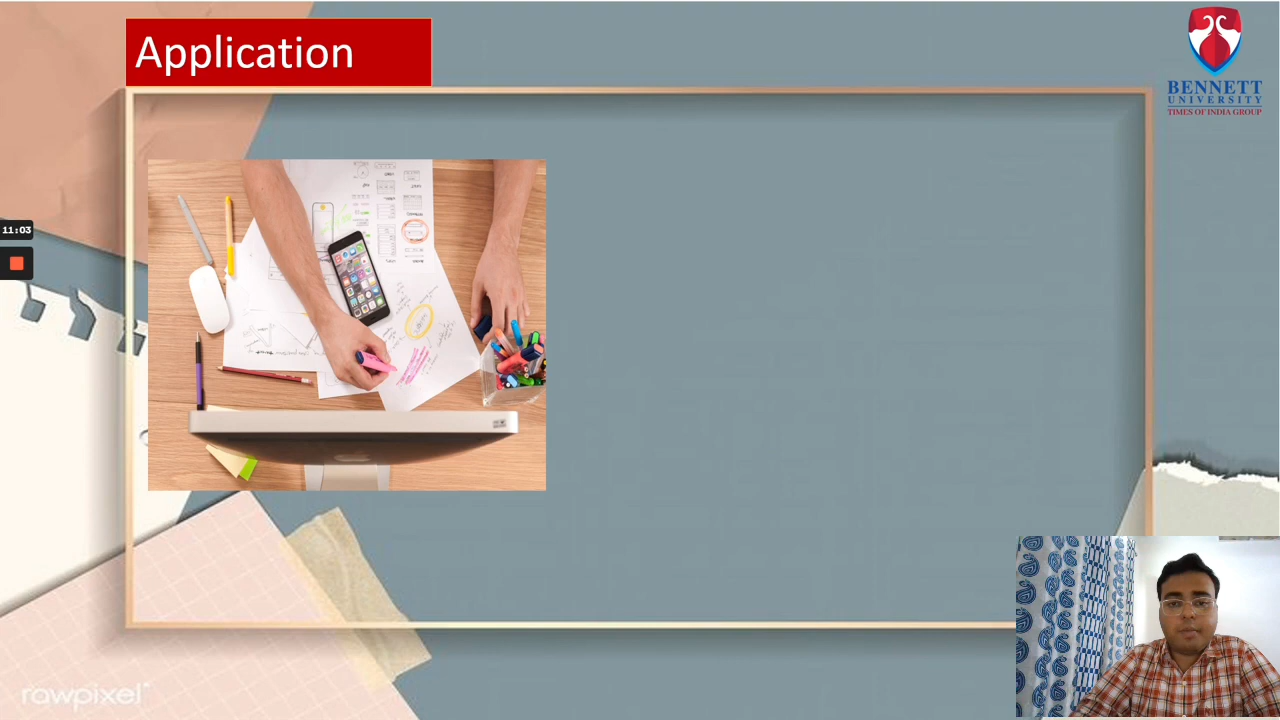 Application
BENNETT
UNIVERSITY
TIMES OF INDIA GROUP
11:03
rawpixel